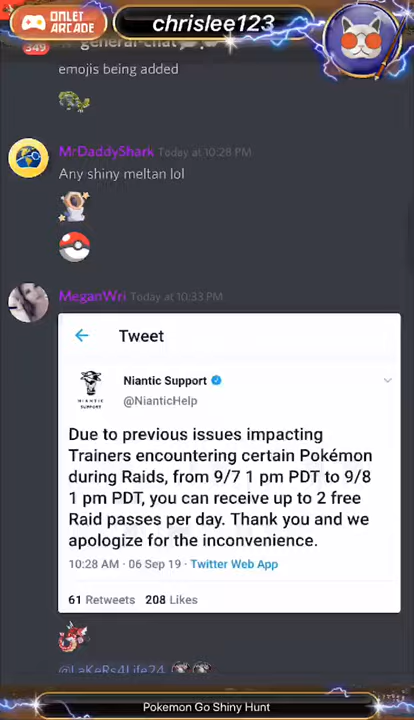 OMLET
ARCADE
chrislee123
349
general-chat
emojis being added
MrDaddyShark Today at 10:28 PM
Any shiny meltan lol
MeganWri Today at 10:33 PM
Tweet
Niantic Support
@NianticHelp
NIANTIC
SUPPORT
Due to previous issues impacting
Trainers encountering certain Pokémon
during Raids, from 9/7 1 pm PDT to 9/8
1 pm PDT, you can receive up to 2 free
Raid passes per day. Thank you and we
apologize for the inconvenience.
10:28 AM · 06 Sep 19 · Twitter Web App
61 Retweets 208 Likes
@LaKeRs4Life24
Pokemon Go Shiny Hunt